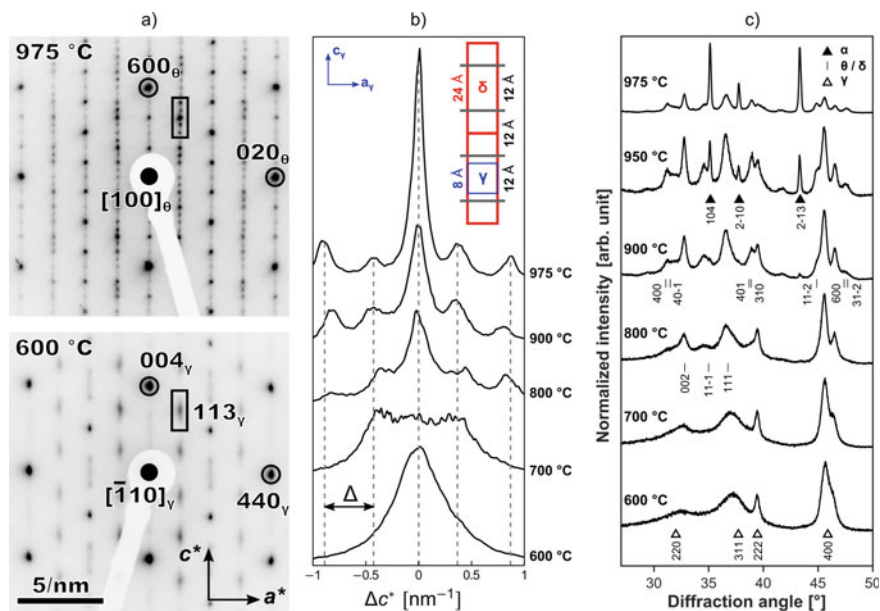 a)
975 °C
600θ
020θ
[100]θ
600 °C
004γ
113γ
[1̄10]γ
440γ
c*
a*
5/nm
b)
cγ
aγ
24 Å
δ
12 Å
12 Å
8 Å
γ
12 Å
975 °C
900 °C
800 °C
700 °C
Δ
600 °C
-1 -0.5 0 0.5 1
Δc* [nm⁻¹]
c)
Normalized intensity [arb. unit]
α
θ / δ
γ
975 °C
950 °C
104
2-10
2-13
900 °C
400
40-1
401
310
11-2
600
31-2
800 °C
002
11-1
111
700 °C
600 °C
220
311
222
400
30 35 40 45 50
Diffraction angle [°]